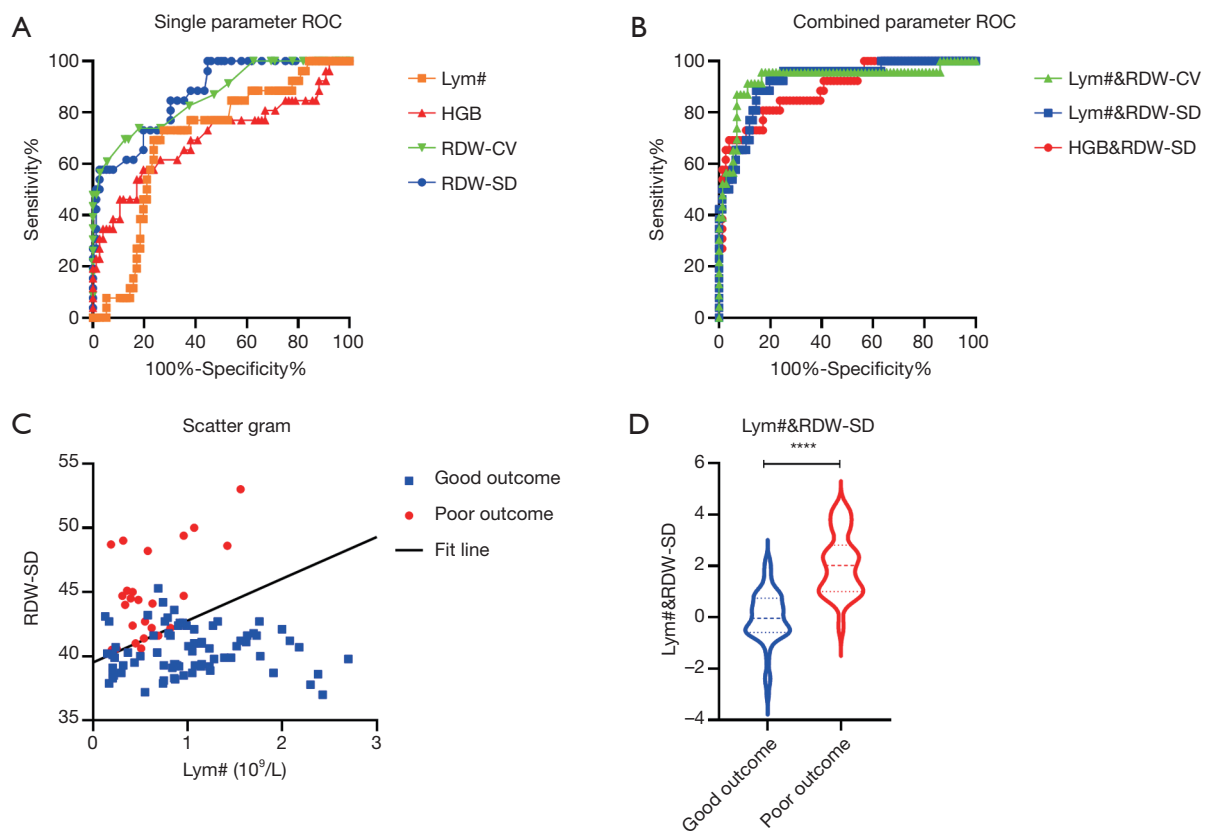 A
Single parameter ROC
100
80
60
40
20
0
Sensitivity%
0 20 40 60 80 100
100%-Specificity%
Lym#
HGB
RDW-CV
RDW-SD
B
Combined parameter ROC
100
80
60
40
20
0
Sensitivity%
0 20 40 60 80 100
100%-Specificity%
Lym#&RDW-CV
Lym#&RDW-SD
HGB&RDW-SD
C
Scatter gram
55
50
45
40
35
RDW-SD
0 1 2 3
Lym# (10⁹/L)
Good outcome
Poor outcome
Fit line
D
Lym#&RDW-SD
****
6
4
2
0
−2
−4
Lym#&RDW-SD
Good outcome
Poor outcome